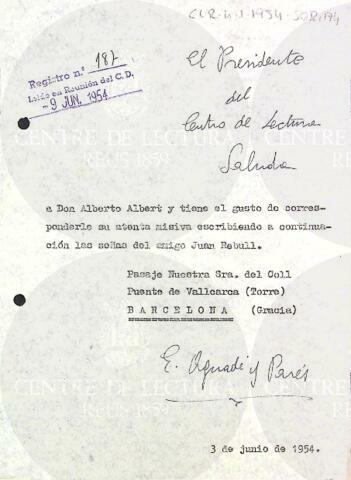 CLR-4-1-1954-
Registro n.º 187
Leído en Reunión del C.D.
- 9 JUN. 1954
El Presidente
del
Centro de Lectura
Saluda
CENTRE DE LECTURA
REUS 1859
a Don Alberto Albert y tiene el gusto de corres-
ponderle su atenta misiva escribiendo a continua-
ción las señas del amigo Juan Rebull.
Pasaje Nuestra Sra. del Coll
Puente de Vallcarca (Torre)
BARCELONA (Gracia)
E. Aguadé y Parés
CENTRE DE LECTURA
REUS 1859
3 de junio de 1954.